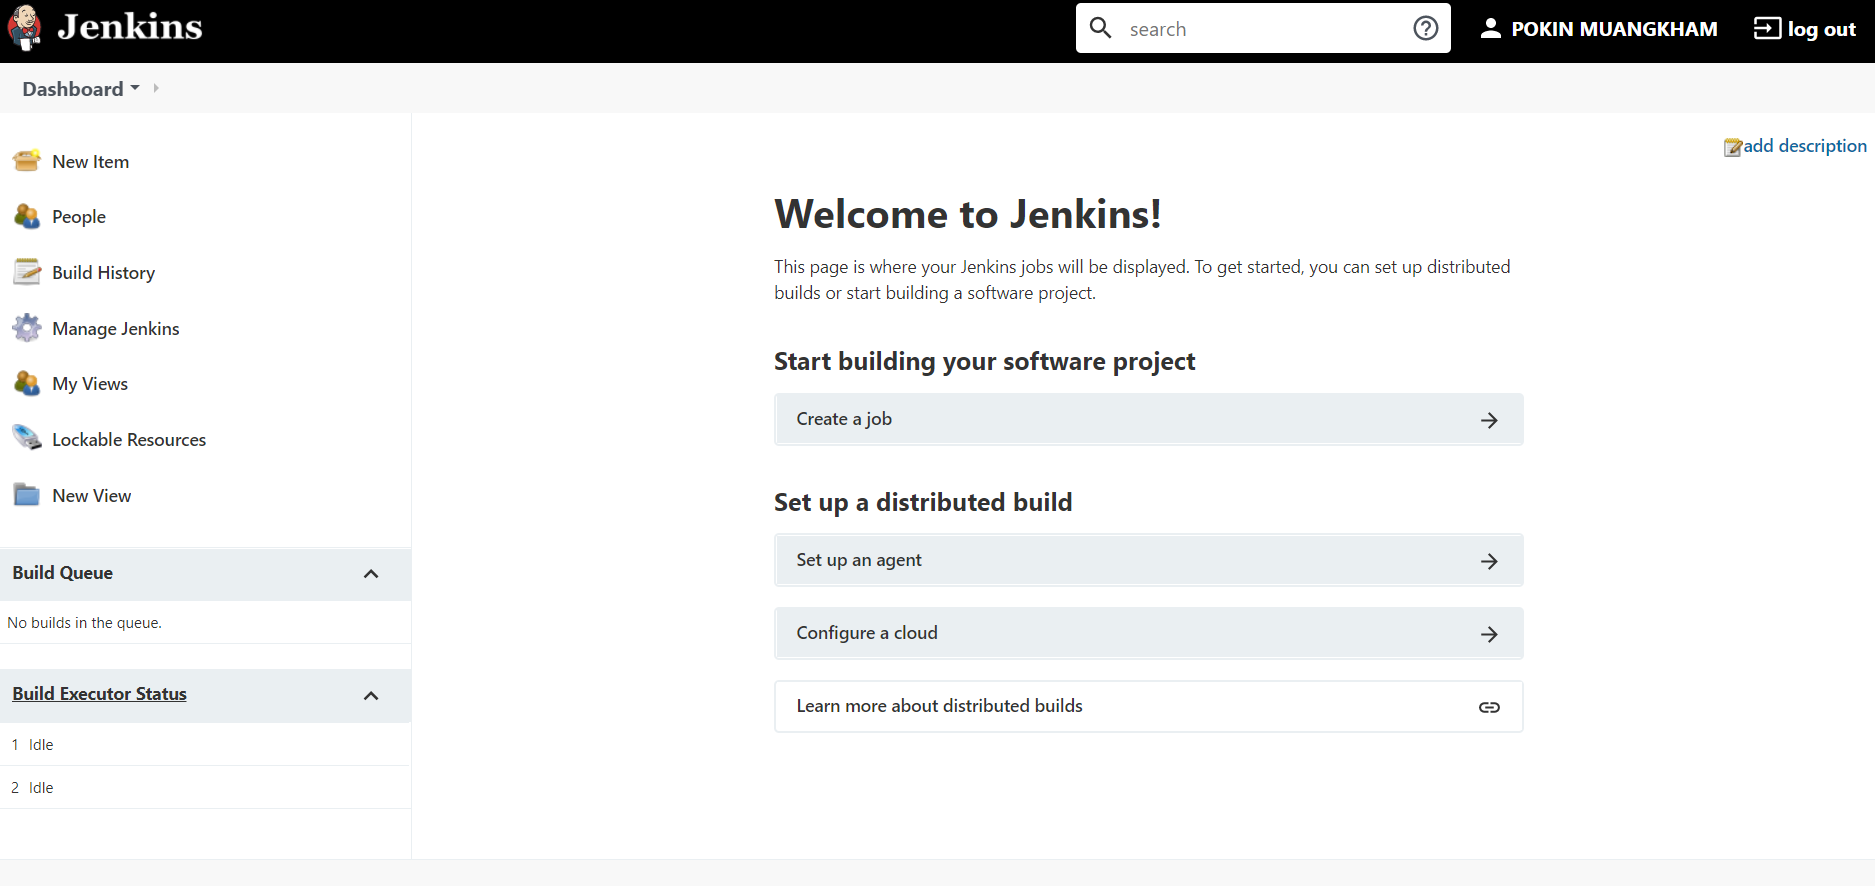 Jenkins
search
POKIN MUANGKHAM
log out
Dashboard
New Item
People
Build History
Manage Jenkins
My Views
Lockable Resources
New View
Build Queue
No builds in the queue.
Build Executor Status
1 Idle
2 Idle
add description
Welcome to Jenkins!
This page is where your Jenkins jobs will be displayed. To get started, you can set up distributed
builds or start building a software project.
Start building your software project
Create a job
Set up a distributed build
Set up an agent
Configure a cloud
Learn more about distributed builds